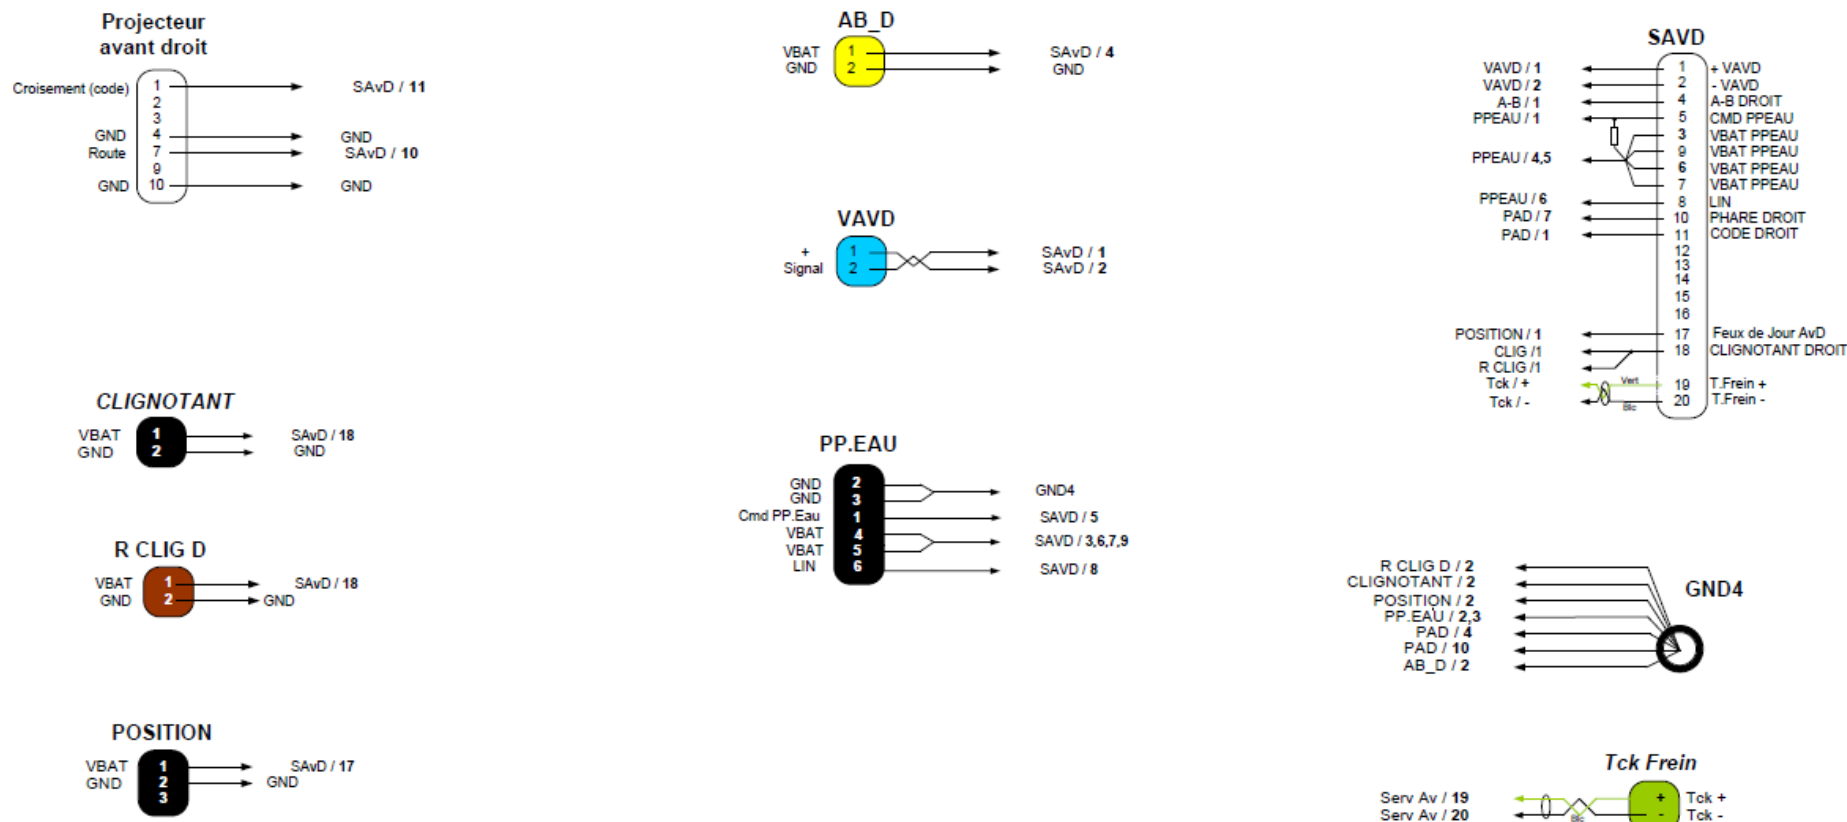 Projecteur
avant droit
Croisement (code) 1 SAvD / 11
2
3
GND 4 GND
Route 7 SAvD / 10
9
GND 10 GND
CLIGNOTANT
VBAT 1 SAvD / 18
GND 2 GND
R CLIG D
VBAT 1 SAvD / 18
GND 2 GND
POSITION
VBAT 1 SAvD / 17
GND 2 GND
3
AB_D
VBAT 1 SAvD / 4
GND 2 GND
VAVD
+ 1 SAvD / 1
Signal 2 SAvD / 2
PP.EAU
GND 2 GND4
GND 3
Cmd PP.Eau 1 SAVD / 5
VBAT 4 SAVD / 3,6,7,9
VBAT 5
LIN 6 SAVD / 8
SAVD
VAVD / 1 1 + VAVD
VAVD / 2 2 - VAVD
A-B / 1 4 A-B DROIT
PPEAU / 1 5 CMD PPEAU
3 VBAT PPEAU
PPEAU / 4,5 9 VBAT PPEAU
6 VBAT PPEAU
7 VBAT PPEAU
PPEAU / 6 8 LIN
PAD / 7 10 PHARE DROIT
PAD / 1 11 CODE DROIT
12
13
14
15
16
POSITION / 1 17 Feux de Jour AvD
CLIG /1 18 CLIGNOTANT DROIT
R CLIG /1
Tck / + Vert 19 T.Frein +
Tck / - Blc 20 T.Frein -
GND4
R CLIG D / 2
CLIGNOTANT / 2
POSITION / 2
PP.EAU / 2,3
PAD / 4
PAD / 10
AB_D / 2
Tck Frein
Serv Av / 19 + Tck +
Serv Av / 20 Blc - Tck -